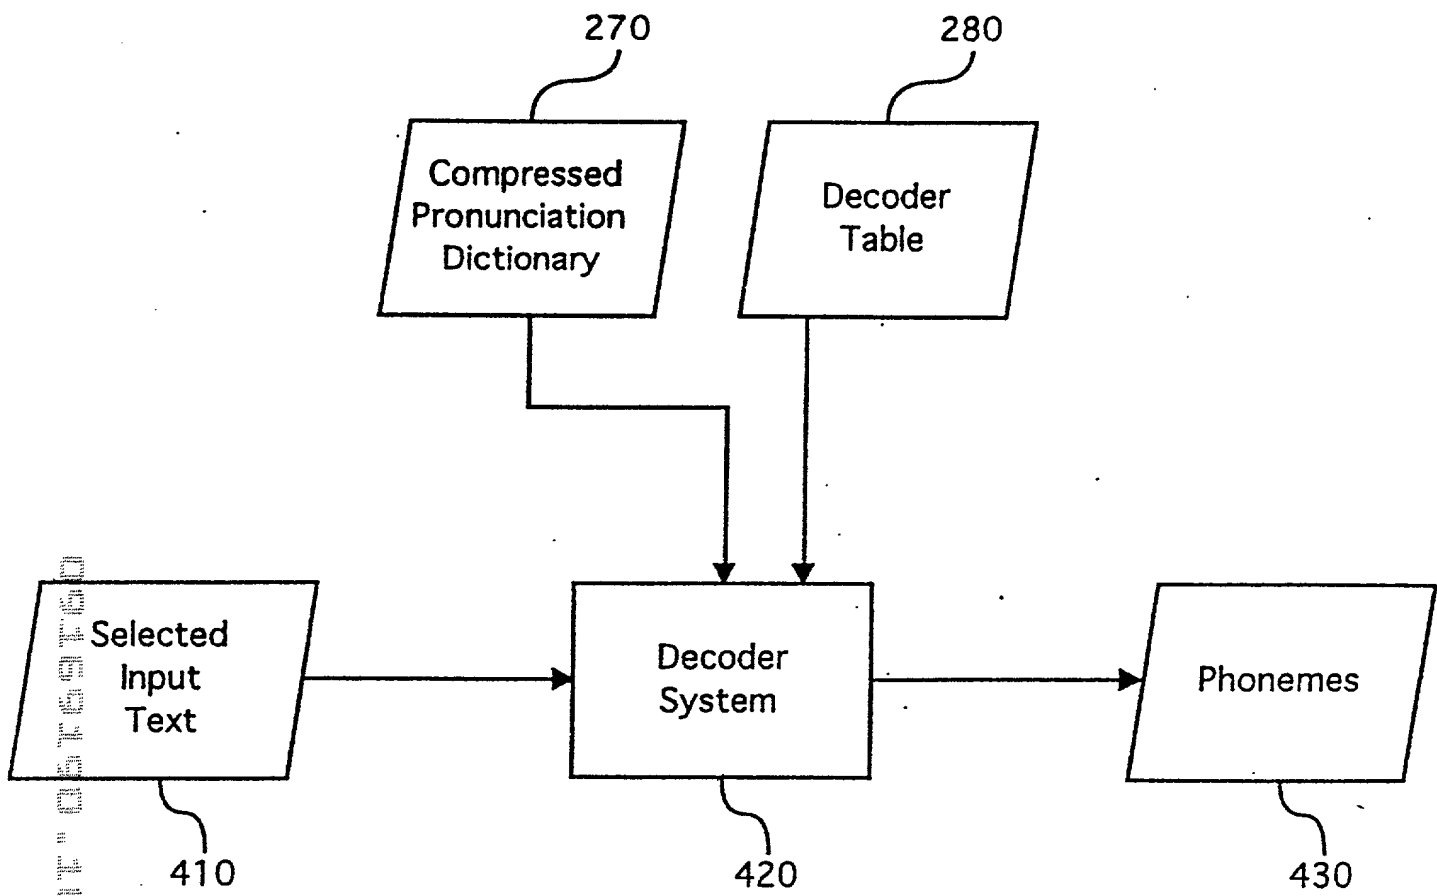 270
280
Compressed
Pronunciation
Dictionary
Decoder
Table
Selected
Input
Text
Decoder
System
Phonemes
410
420
430